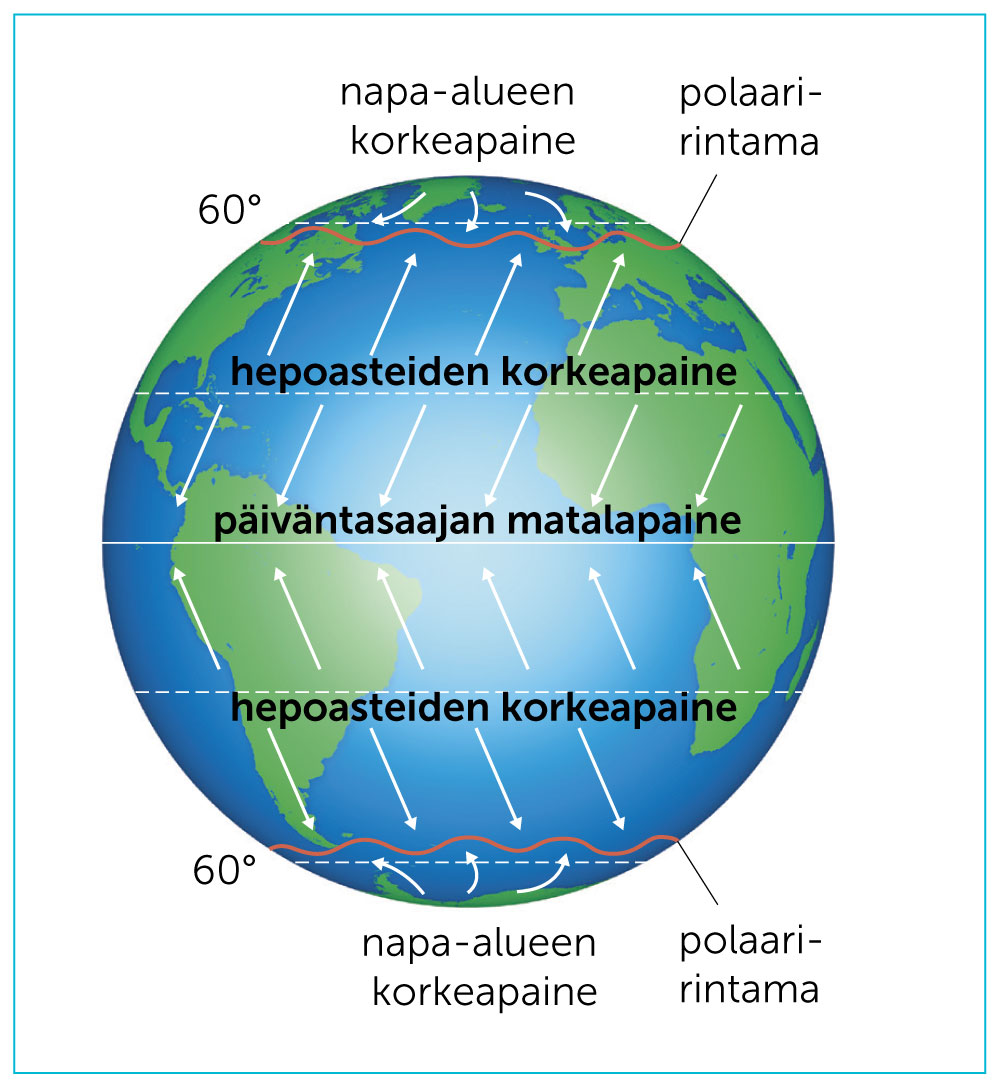 napa-alueen
korkeapaine
polaari-
rintama
60°
hepoasteiden korkeapaine
päiväntasaajan matalapaine
hepoasteiden korkeapaine
60°
napa-alueen
korkeapaine
polaari-
rintama